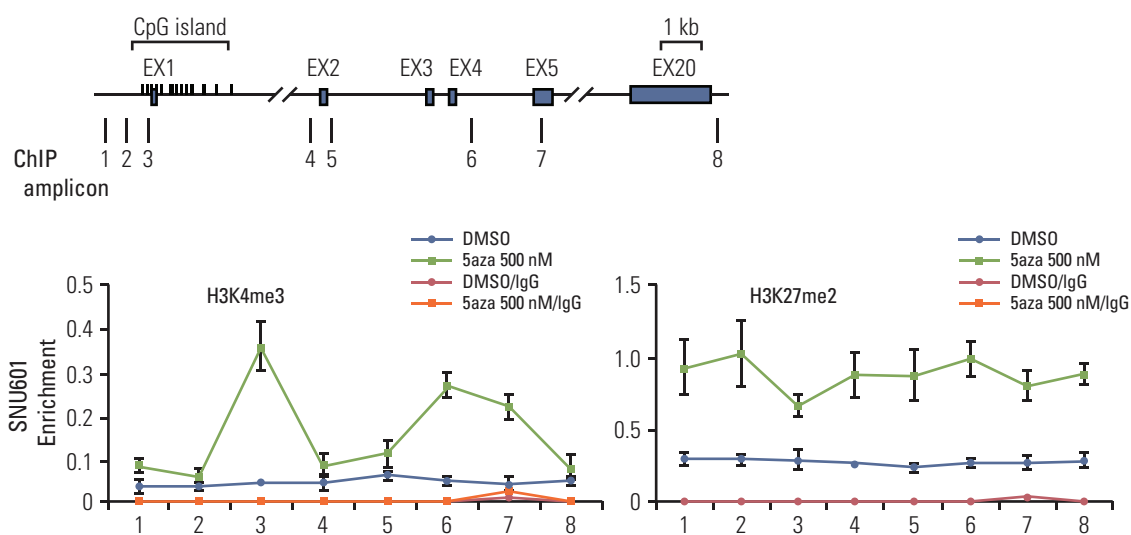 CpG island
1 kb
EX1 EX2 EX3 EX4 EX5 EX20
ChIP
amplicon
1 2 3 4 5 6 7 8
DMSO
5aza 500 nM
DMSO/IgG
5aza 500 nM/IgG
H3K4me3
SNU601
Enrichment
0.5
0.4
0.3
0.2
0.1
0
1 2 3 4 5 6 7 8
DMSO
5aza 500 nM
DMSO/IgG
5aza 500 nM/IgG
H3K27me2
1.5
1.0
0.5
0
1 2 3 4 5 6 7 8